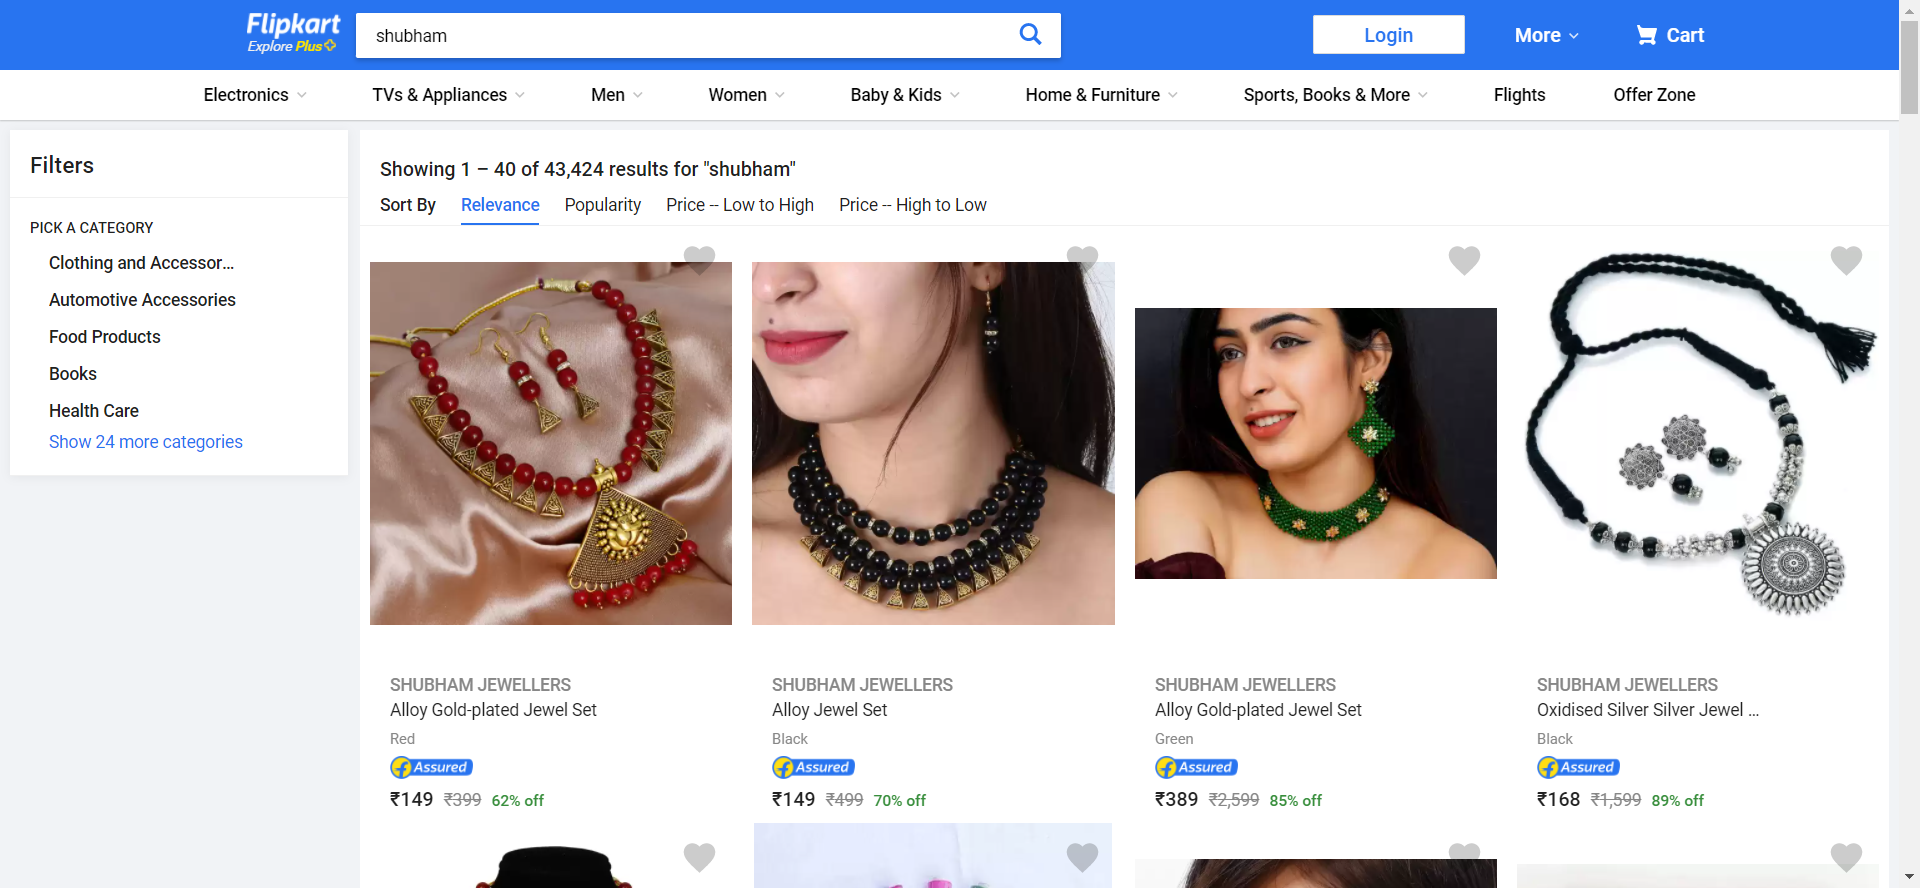 Flipkart
Explore Plus
shubham
Login
More
Cart
Electronics
TVs & Appliances
Men
Women
Baby & Kids
Home & Furniture
Sports, Books & More
Flights
Offer Zone
Filters
PICK A CATEGORY
Clothing and Accessor...
Automotive Accessories
Food Products
Books
Health Care
Show 24 more categories
Showing 1 – 40 of 43,424 results for "shubham"
Sort By
Relevance
Popularity
Price -- Low to High
Price -- High to Low
SHUBHAM JEWELLERS
Alloy Gold-plated Jewel Set
Red
Assured
₹149 ₹399 62% off
SHUBHAM JEWELLERS
Alloy Jewel Set
Black
Assured
₹149 ₹499 70% off
SHUBHAM JEWELLERS
Alloy Gold-plated Jewel Set
Green
Assured
₹389 ₹2,599 85% off
SHUBHAM JEWELLERS
Oxidised Silver Silver Jewel ...
Black
Assured
₹168 ₹1,599 89% off